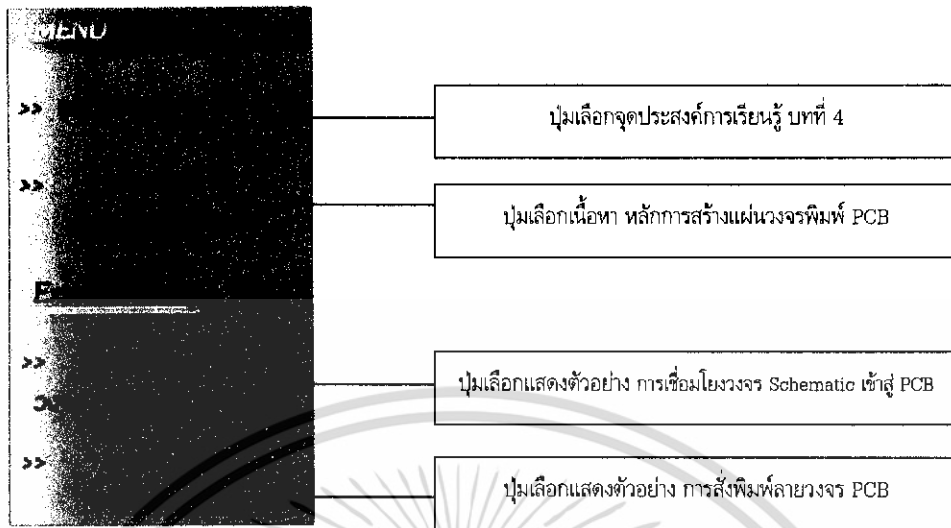 MENU
»
ปุ่มเลือกจุดประสงค์การเรียนรู้ บทที่ 4
»
ปุ่มเลือกเนื้อหา หลักการสร้างแผ่นวงจรพิมพ์ PCB
»
ปุ่มเลือกแสดงตัวอย่าง การเชื่อมโยงวงจร Schematic เข้าสู่ PCB
»
ปุ่มเลือกแสดงตัวอย่าง การสั่งพิมพ์ลายวงจร PCB